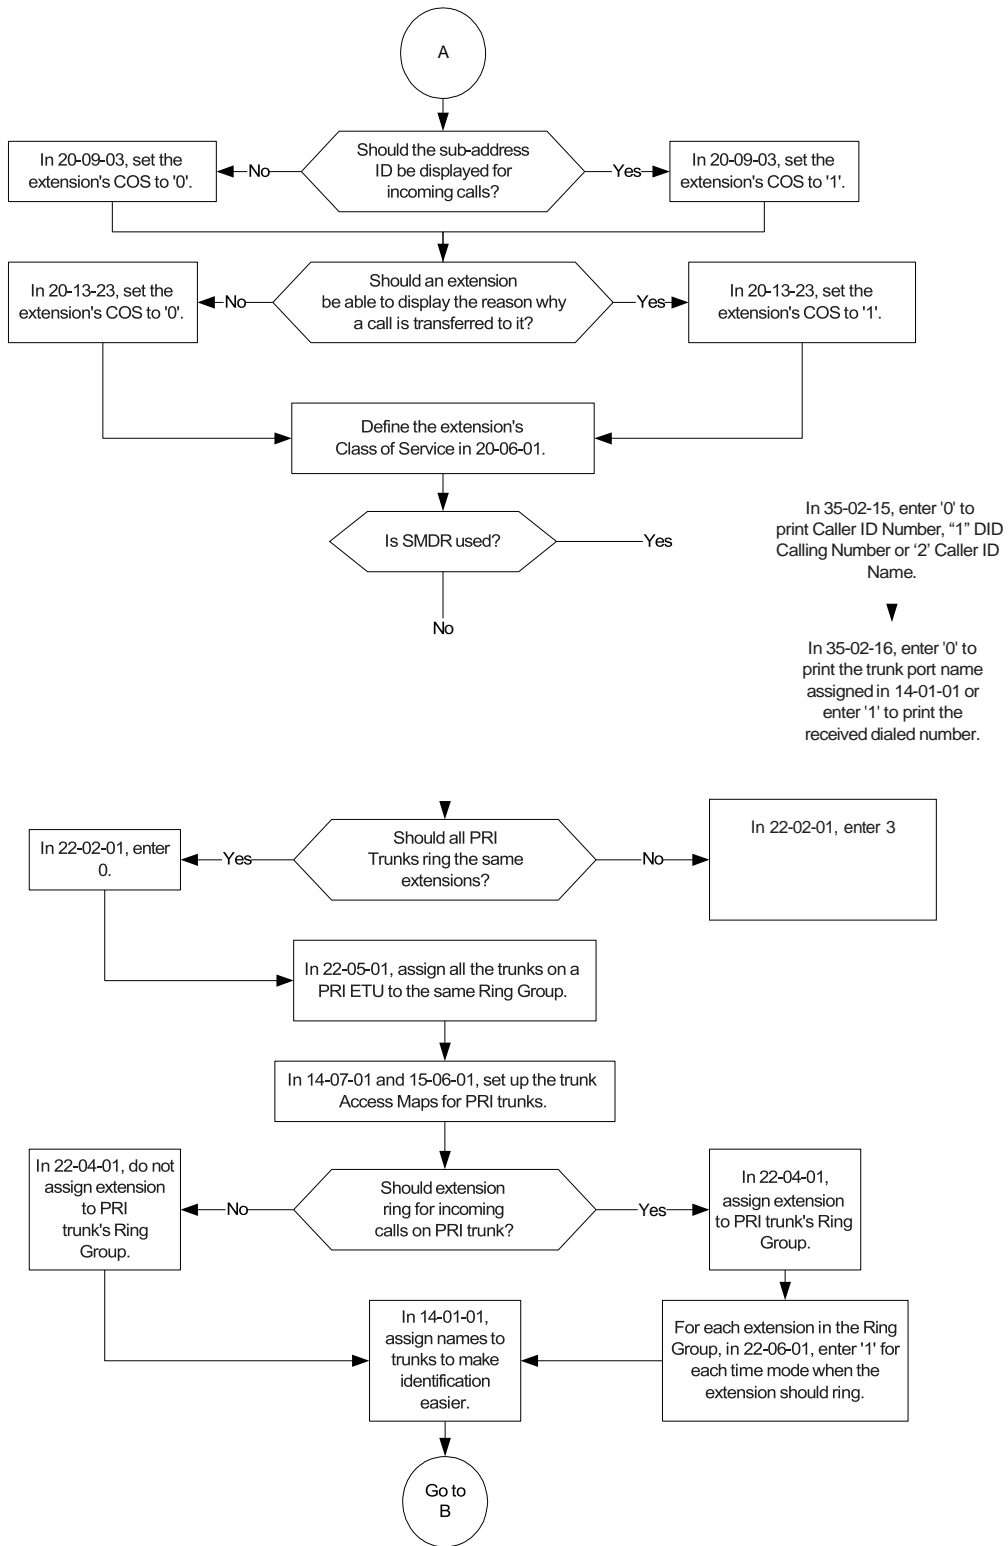 A
Should the sub-address
ID be displayed for
incoming calls?
No
Yes
In 20-09-03, set the
extension's COS to '0'.
In 20-09-03, set the
extension's COS to '1'.
Should an extension
be able to display the reason why
a call is transferred to it?
No
Yes
In 20-13-23, set the
extension's COS to '0'.
In 20-13-23, set the
extension's COS to '1'.
Define the extension's
Class of Service in 20-06-01.
Is SMDR used?
Yes
No
In 35-02-15, enter '0' to
print Caller ID Number, “1” DID
Calling Number or ‘2’ Caller ID
Name.
In 35-02-16, enter '0' to
print the trunk port name
assigned in 14-01-01 or
enter '1' to print the
received dialed number.
Should all PRI
Trunks ring the same
extensions?
Yes
No
In 22-02-01, enter
0.
In 22-02-01, enter 3
In 22-05-01, assign all the trunks on a
PRI ETU to the same Ring Group.
In 14-07-01 and 15-06-01, set up the trunk
Access Maps for PRI trunks.
Should extension
ring for incoming
calls on PRI trunk?
No
Yes
In 22-04-01, do not
assign extension
to PRI
trunk's Ring
Group.
In 22-04-01,
assign extension
to PRI trunk's Ring
Group.
For each extension in the Ring
Group, in 22-06-01, enter '1' for
each time mode when the
extension should ring.
In 14-01-01,
assign names to
trunks to make
identification
easier.
Go to
B